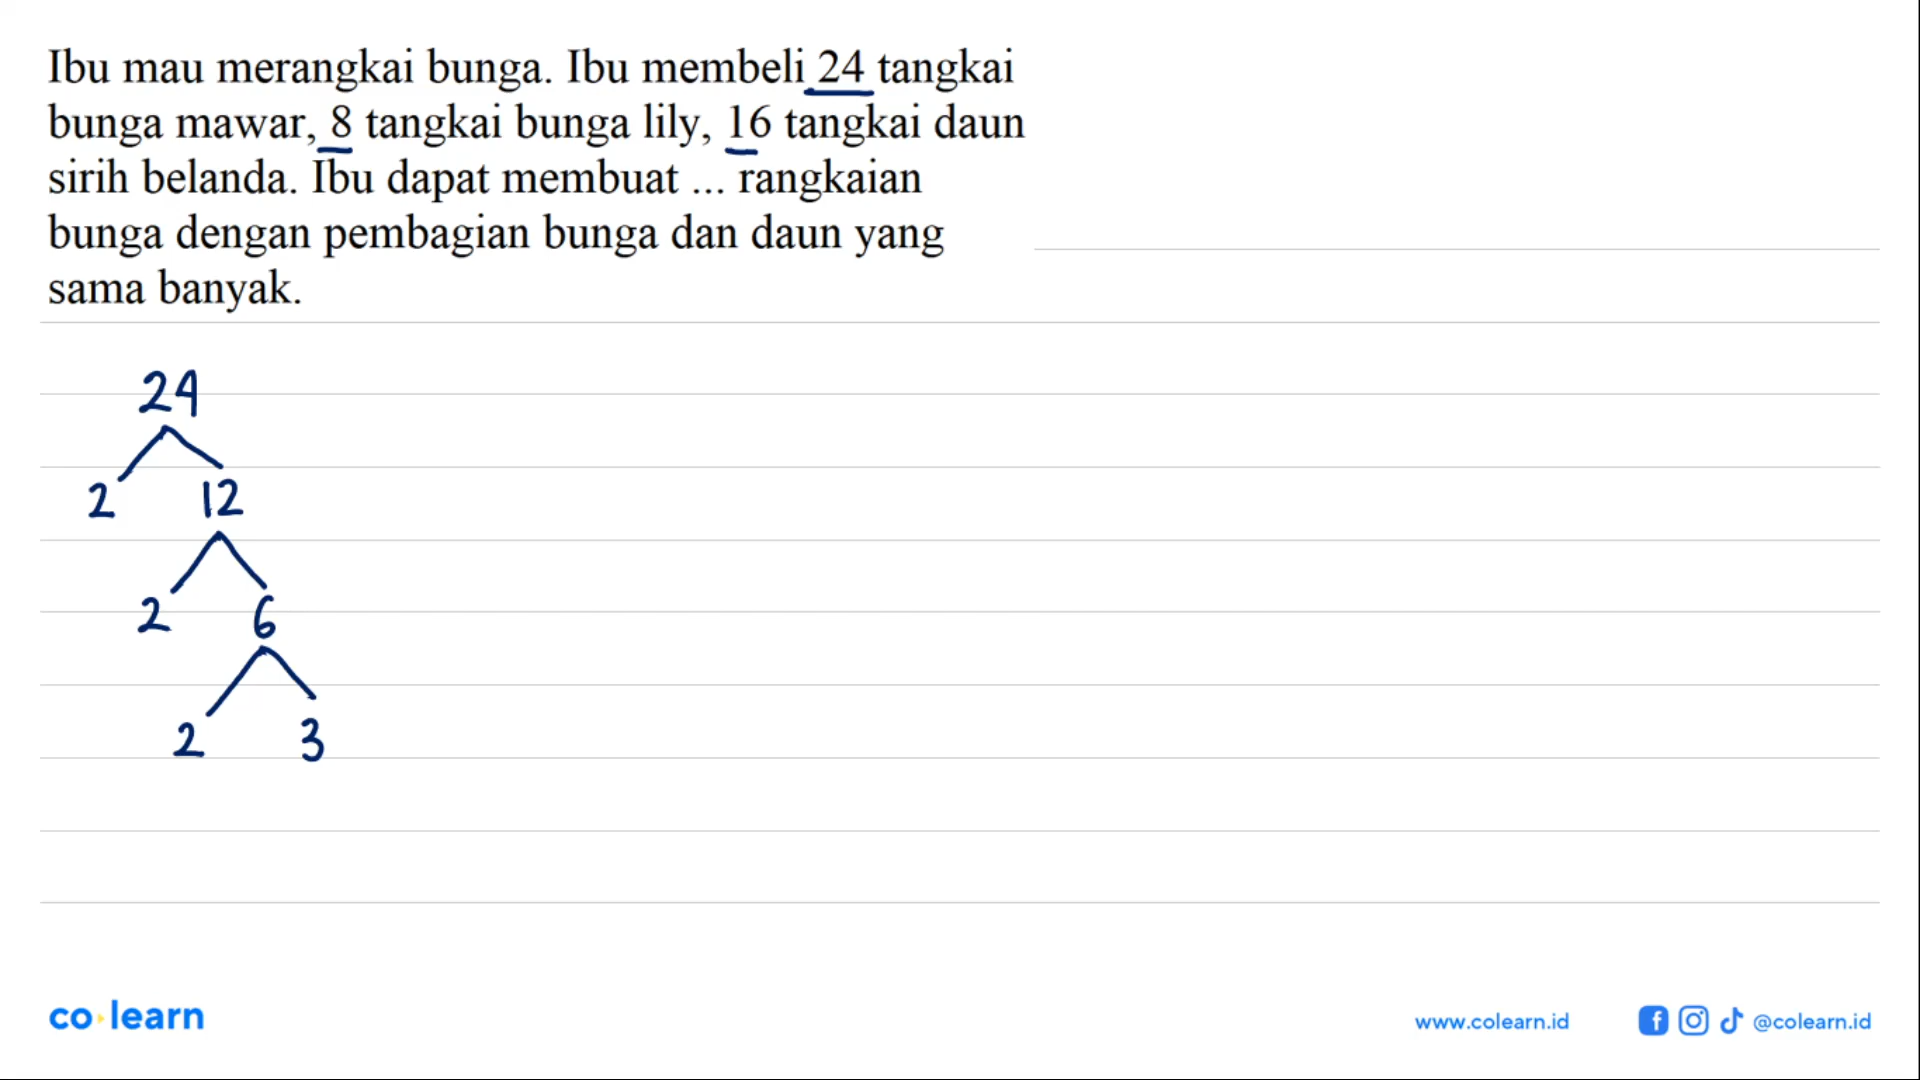 Ibu mau merangkai bunga. Ibu membeli 24 tangkai
bunga mawar, 8 tangkai bunga lily, 16 tangkai daun
sirih belanda. Ibu dapat membuat ... rangkaian
bunga dengan pembagian bunga dan daun yang
sama banyak.
24
2 12
2 6
2 3
co learn
www.colearn.id @colearn.id